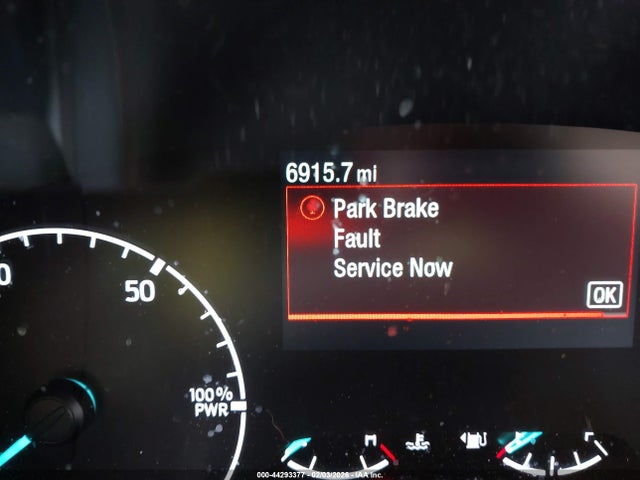 6915.7 mi
Park Brake
Fault
Service Now
OK
0
50
100%
PWR
H
F
000-44293377 - 02/03/2026 - IAA Inc.